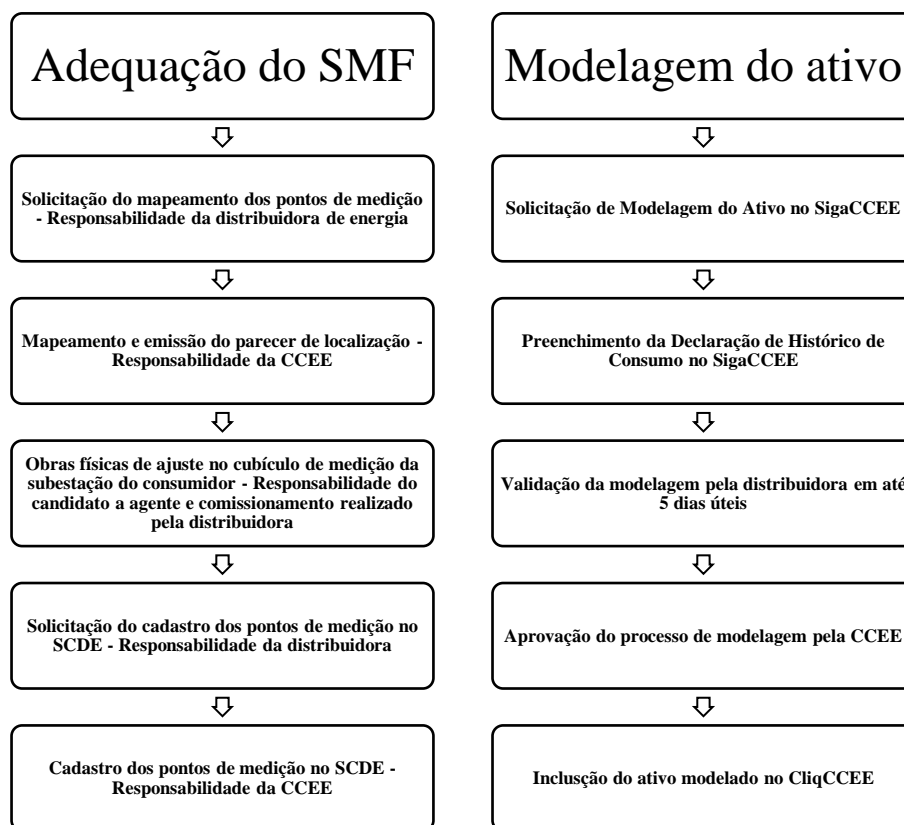 Adequação do SMF
Solicitação do mapeamento dos pontos de medição
- Responsabilidade da distribuidora de energia
Mapeamento e emissão do parecer de localização -
Responsabilidade da CCEE
Obras físicas de ajuste no cubículo de medição da
subestação do consumidor - Responsabilidade do
candidato a agente e comissionamento realizado
pela distribuidora
Solicitação do cadastro dos pontos de medição no
SCDE - Responsabilidade da distribuidora
Cadastro dos pontos de medição no SCDE -
Responsabilidade da CCEE
Modelagem do ativo
Solicitação de Modelagem do Ativo no SigaCCEE
Preenchimento da Declaração de Histórico de
Consumo no SigaCCEE
Validação da modelagem pela distribuidora em até
5 dias úteis
Aprovação do processo de modelagem pela CCEE
Inclusção do ativo modelado no CliqCCEE